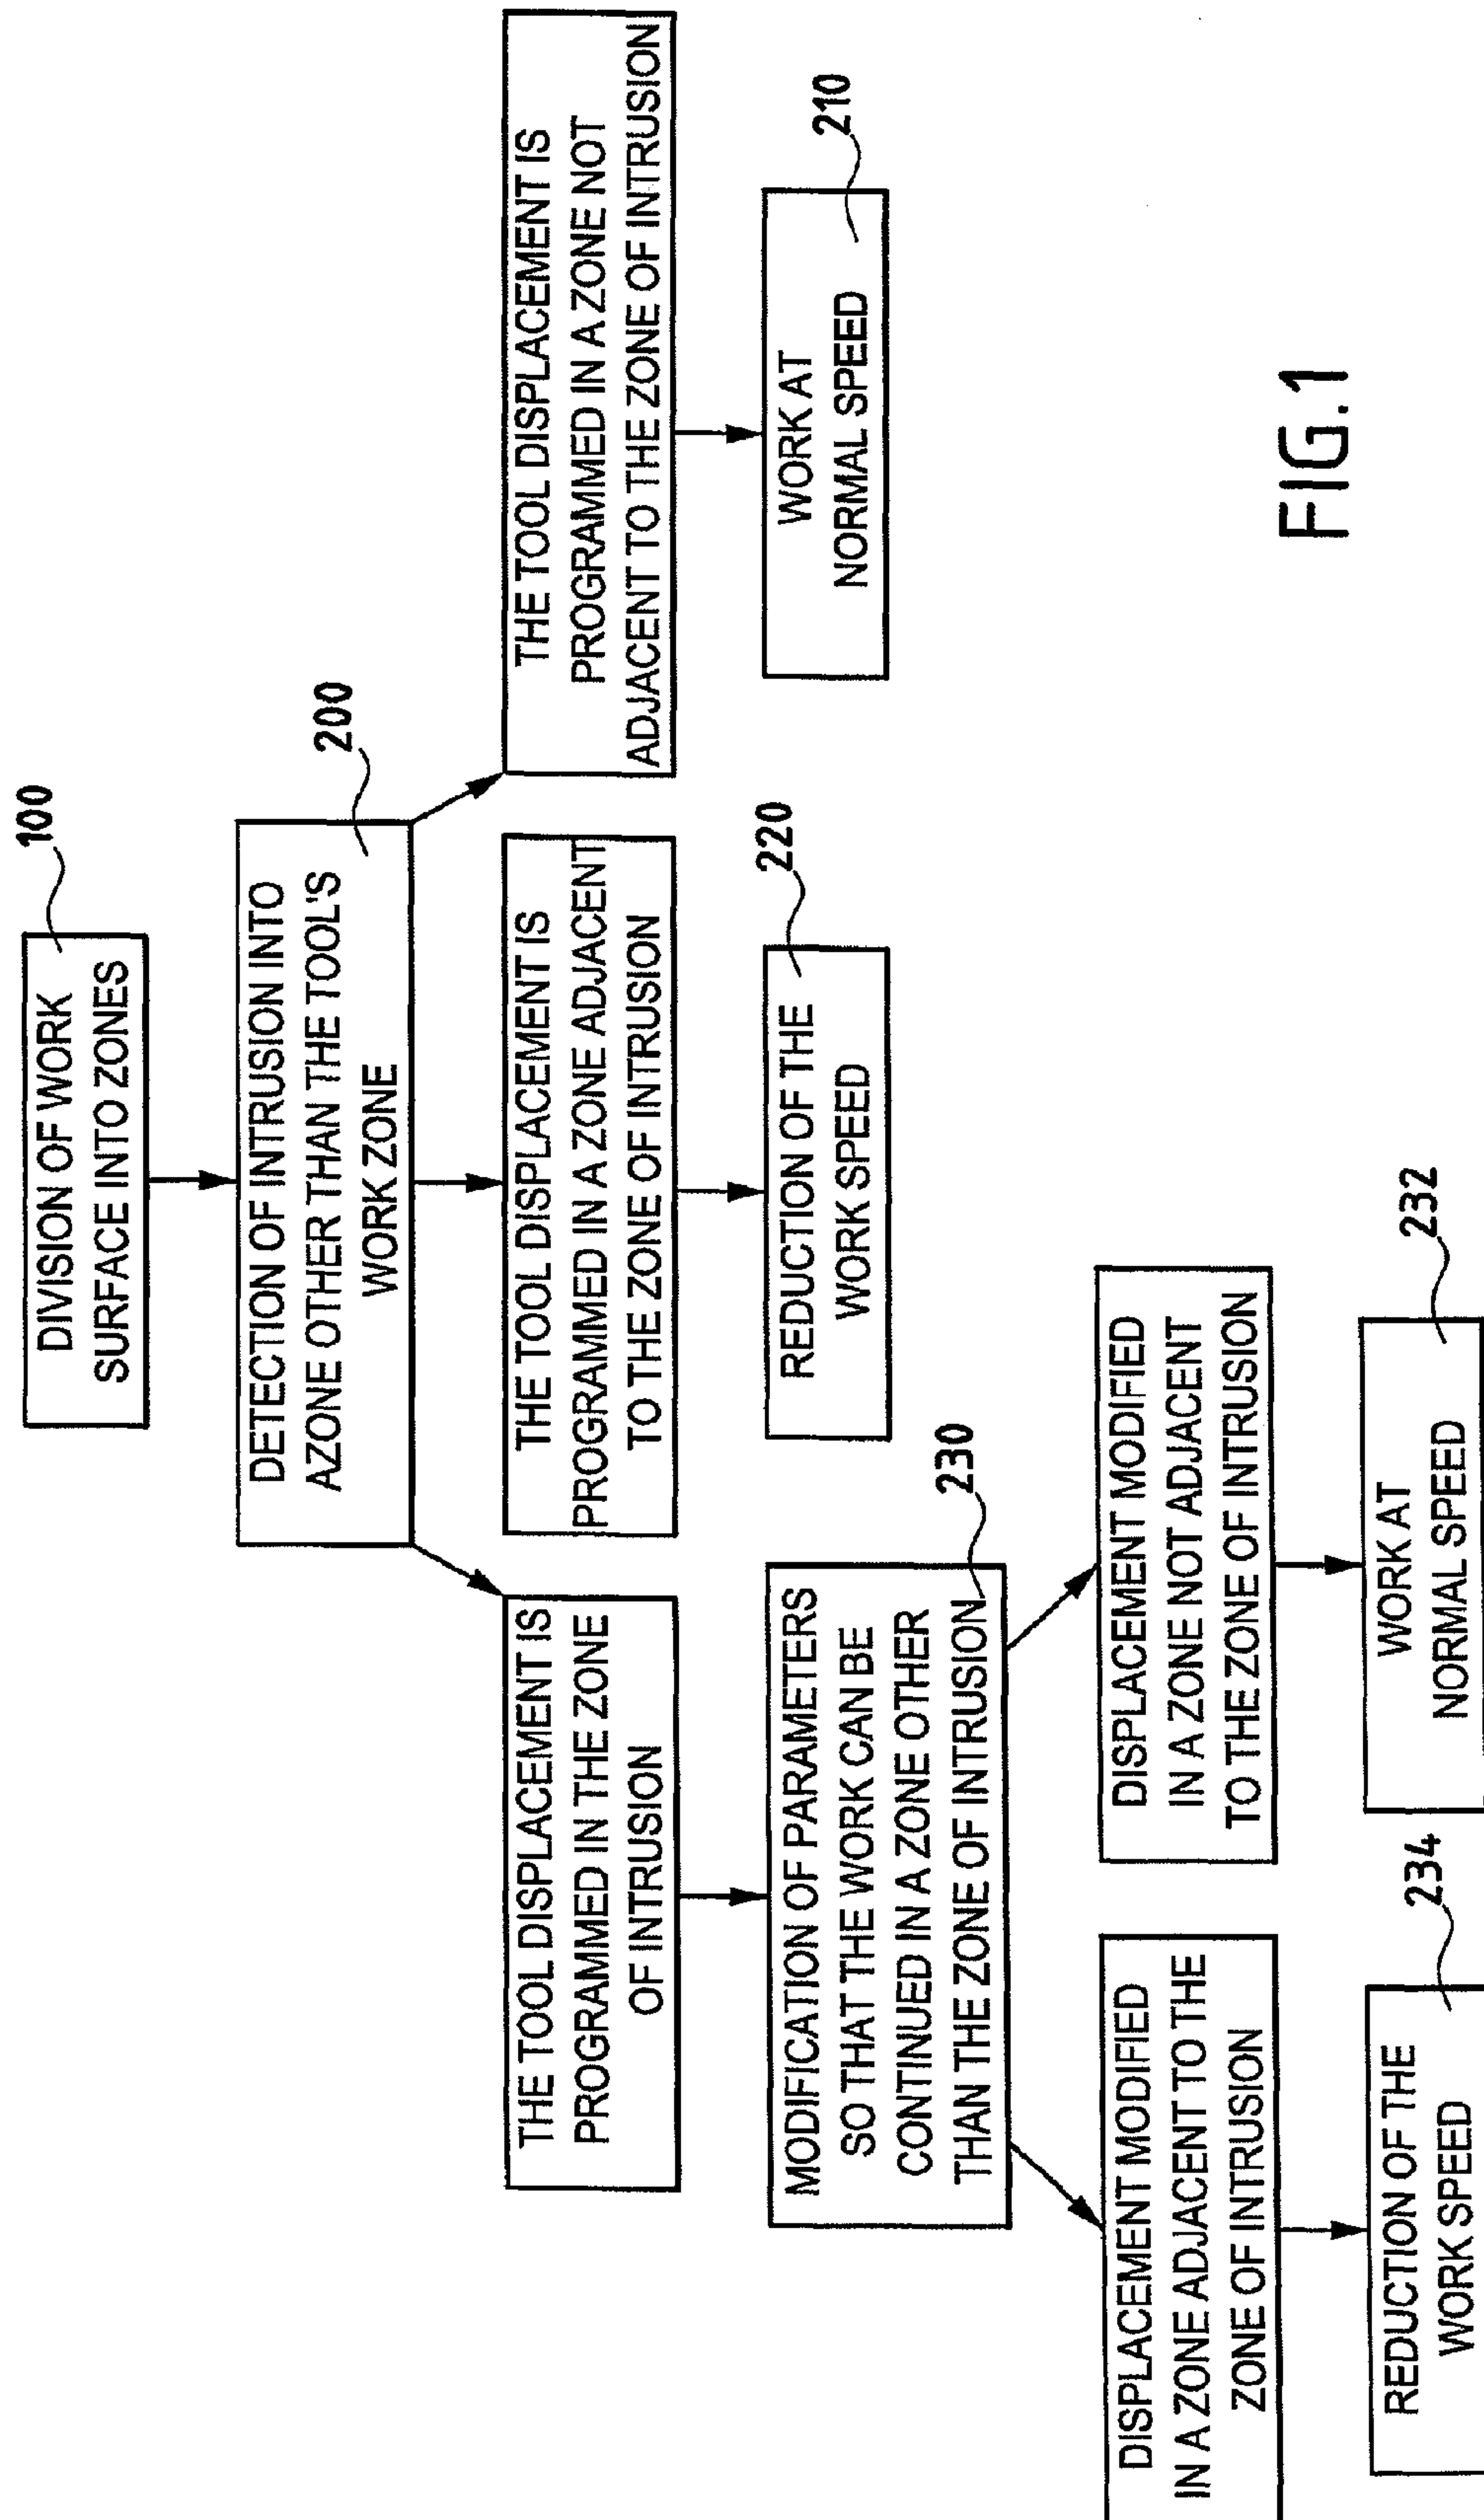 100
DIVISION OF WORK
SURFACE INTO ZONES
200
DETECTION OF INTRUSION INTO
AZONE OTHER THAN THE TOOL'S
WORK ZONE
THE TOOL DISPLACEMENT IS
PROGRAMMED IN THE ZONE
OF INTRUSION
THE TOOL DISPLACEMENT IS
PROGRAMMED IN A ZONE ADJACENT
TO THE ZONE OF INTRUSION
THE TOOL DISPLACEMENT IS
PROGRAMMED IN A ZONE NOT
ADJACENT TO THE ZONE OF INTRUSION
230
MODIFICATION OF PARAMETERS
SO THAT THE WORK CAN BE
CONTINUED IN A ZONE OTHER
THAN THE ZONE OF INTRUSION
220
REDUCTION OF THE
WORK SPEED
210
WORK AT
NORMAL SPEED
DISPLACEMENT MODIFIED
IN A ZONE ADJACENT TO THE
ZONE OF INTRUSION
DISPLACEMENT MODIFIED
IN A ZONE NOT ADJACENT
TO THE ZONE OF INTRUSION
234
REDUCTION OF THE
WORK SPEED
232
WORK AT
NORMAL SPEED
FIG.1